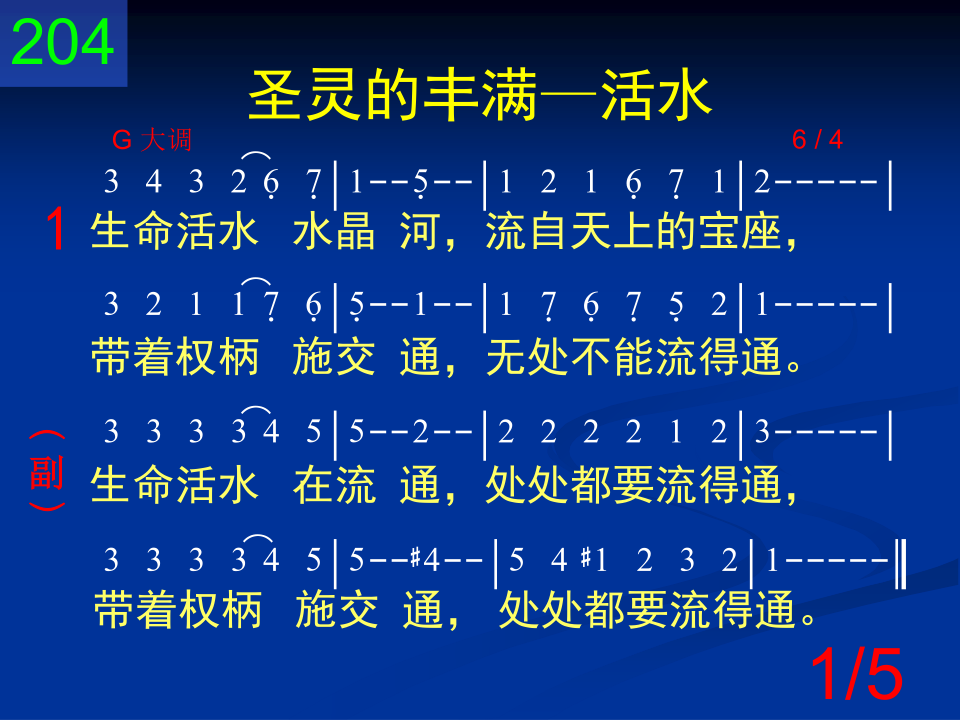 204
圣灵的丰满—活水
G 大调 6 / 4
3 4 3 2 6̣ 7̣ | 1 - - 5̣ - - | 1 2 1 6̣ 7̣ 1 | 2 - - - - - |
1 生命活水 水晶 河，流自天上的宝座，
3 2 1 1 7̣ 6̣ | 5̣ - - 1 - - | 1 7̣ 6̣ 7̣ 5̣ 2 | 1 - - - - - |
带着权柄 施交 通，无处不能流得通。
3 3 3 3 4 5 | 5 - - 2 - - | 2 2 2 2 1 2 | 3 - - - - - |
（副） 生命活水 在流 通，处处都要流得通，
3 3 3 3 4 5 | 5 - - #4 - - | 5 4 #1 2 3 2 | 1 - - - - - ‖
带着权柄 施交 通，处处都要流得通。
1/5